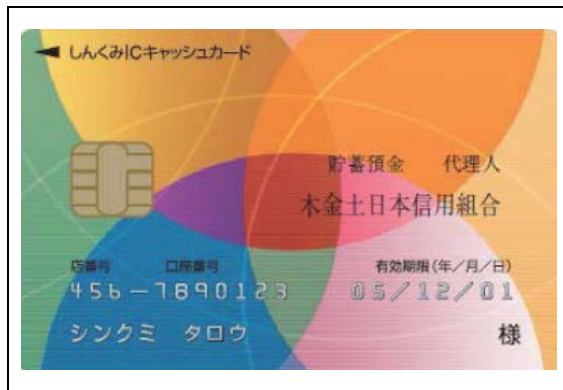 しんくみICキャッシュカード
貯蓄預金 代理人
木金土日本信用組合
店番号 口座番号 有効期限(年/月/日)
456-7890123 05/12/01
シンクミ タロウ 様